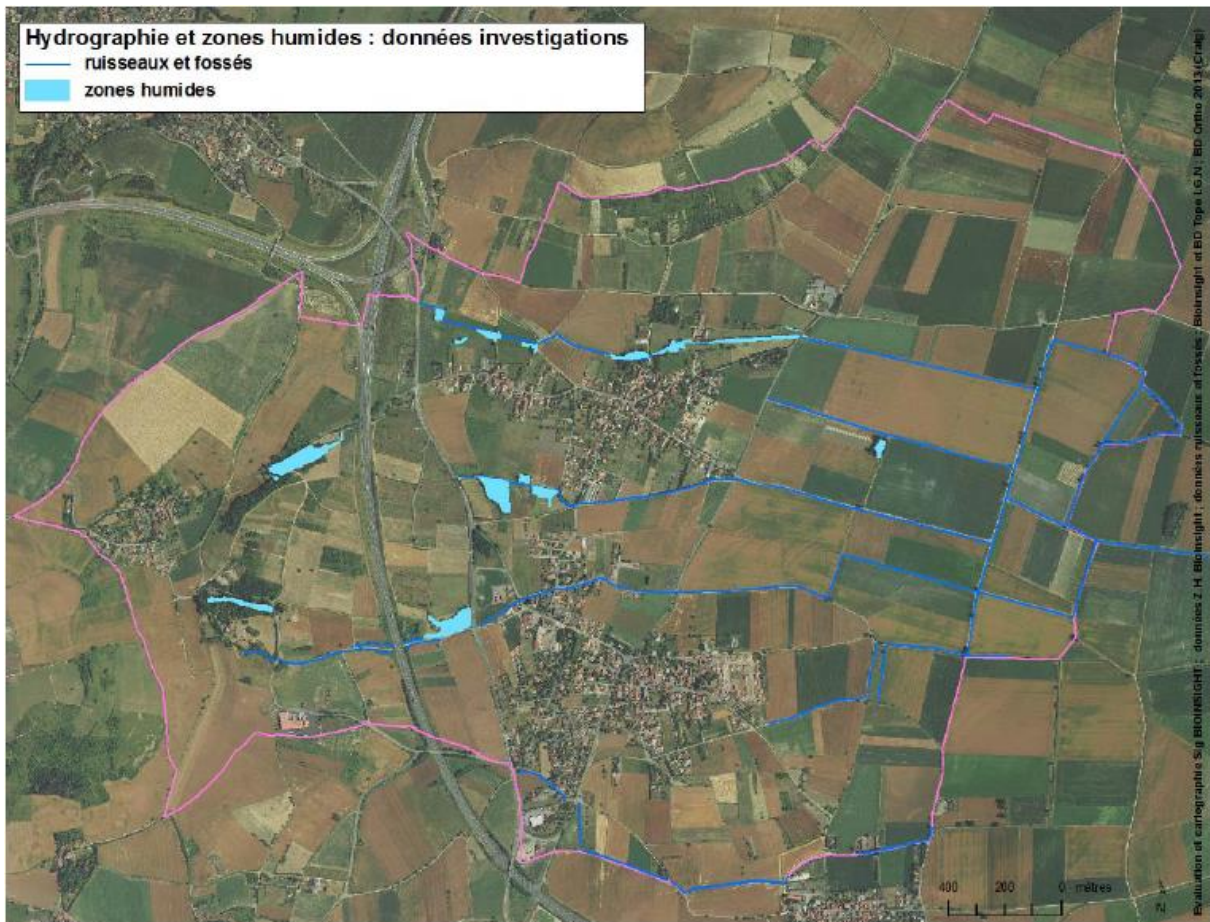 Hydrographie et zones humides : données investigations
ruisseaux et fossés
zones humides
Evaluation et cartographie Sig BIOINSIGHT ; données Z.H. Bioinsight ; données ruisseaux et fossés : Bioinsight et BD Topo I.G.N ; BD Ortho 2013 (Craig)
400 200 0 mètres
N